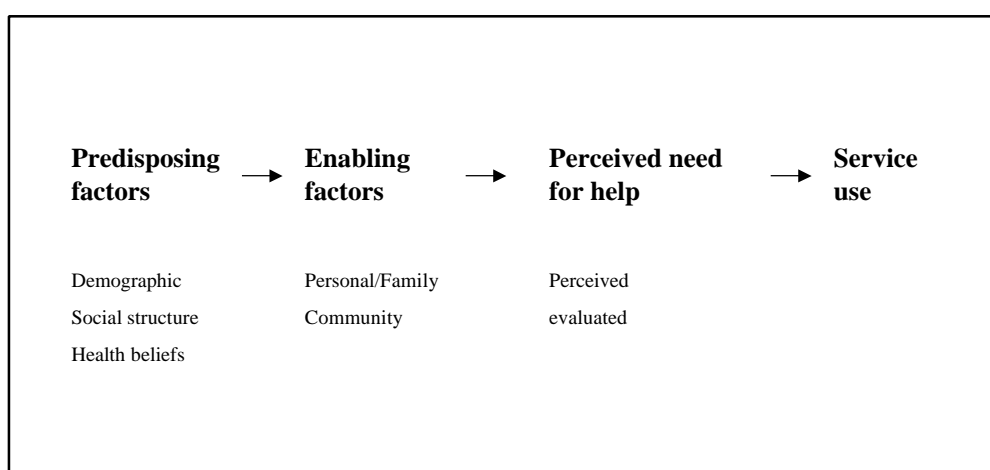 Predisposing
factors
Enabling
factors
Perceived need
for help
Service
use
Demographic
Social structure
Health beliefs
Personal/Family
Community
Perceived
evaluated